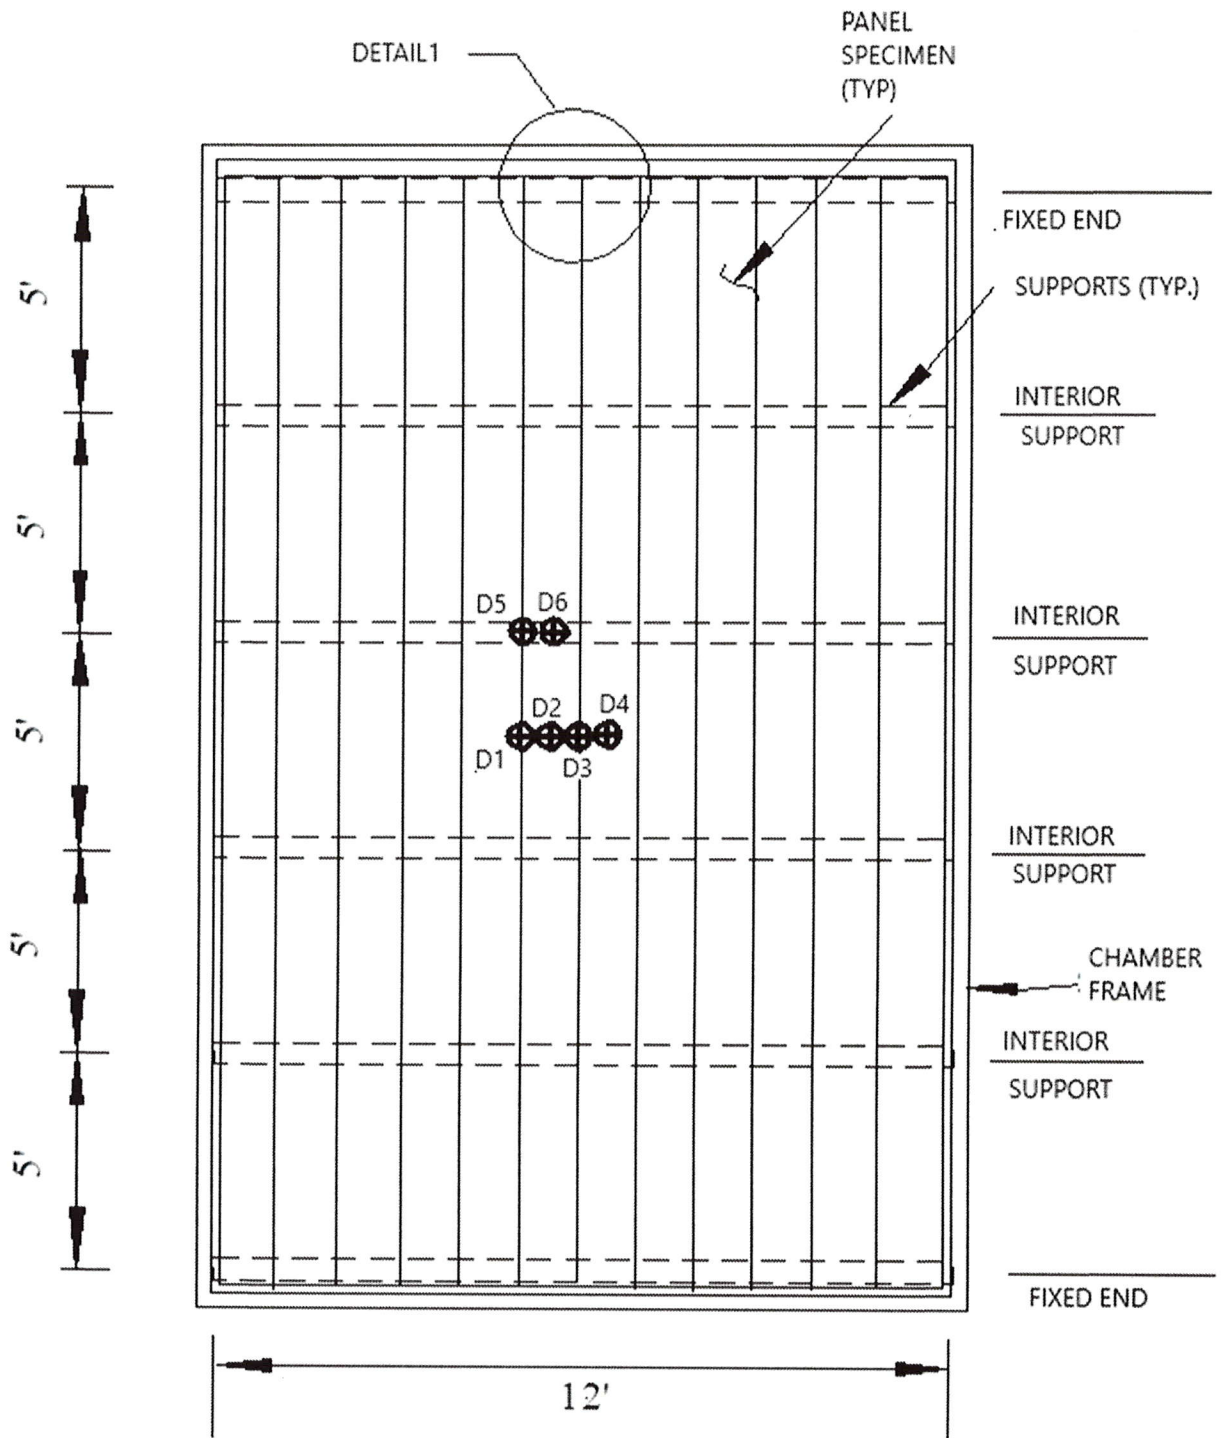 DETAIL1
PANEL
SPECIMEN
(TYP)
FIXED END
5'
SUPPORTS (TYP.)
INTERIOR
SUPPORT
5'
D5 D6
INTERIOR
SUPPORT
5'
D2 D4
D1 D3
INTERIOR
SUPPORT
5'
CHAMBER
FRAME
INTERIOR
SUPPORT
5'
FIXED END
12'